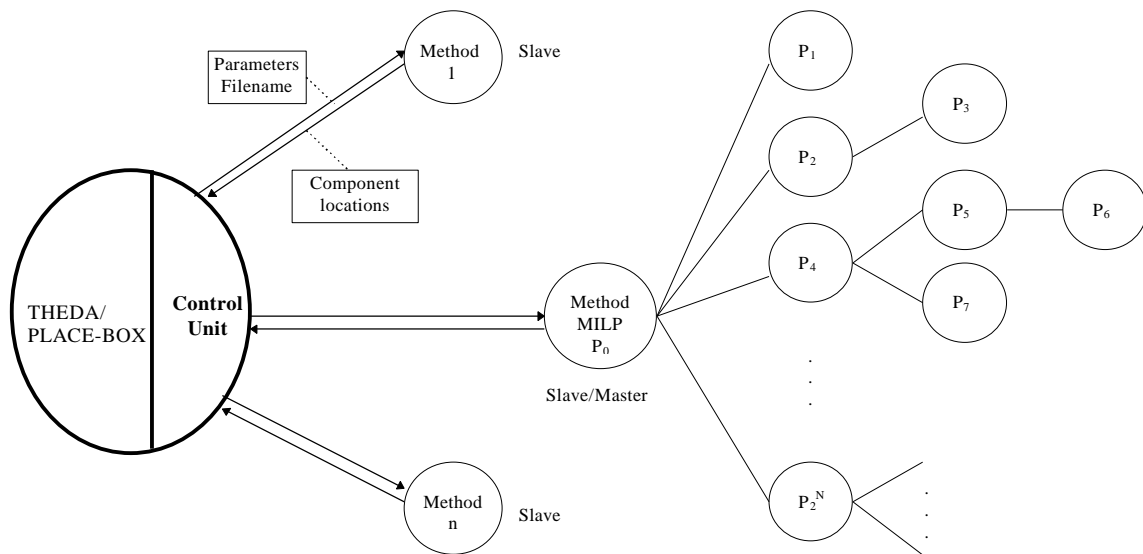 Method
1
Slave
Parameters
Filename
Component
locations
THEDA/
PLACE-BOX
Control
Unit
Method
MILP
P0
Slave/Master
Method
n
Slave
P1
P2
P3
P4
P5
P6
P7
.
.
.
P2N
.
.
.
.